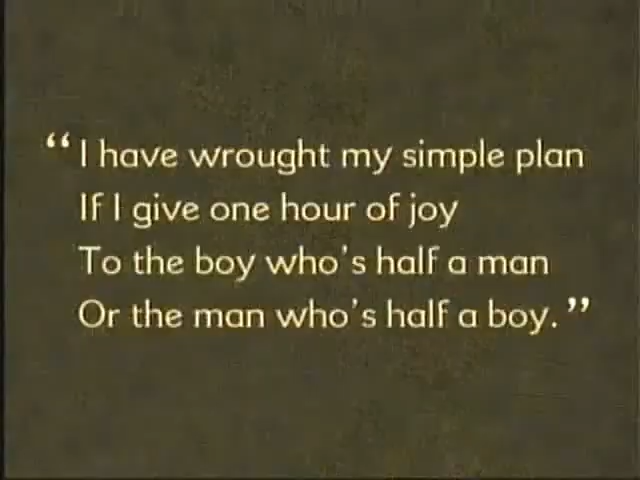 “I have wrought my simple plan
If I give one hour of joy
To the boy who's half a man
Or the man who's half a boy.”